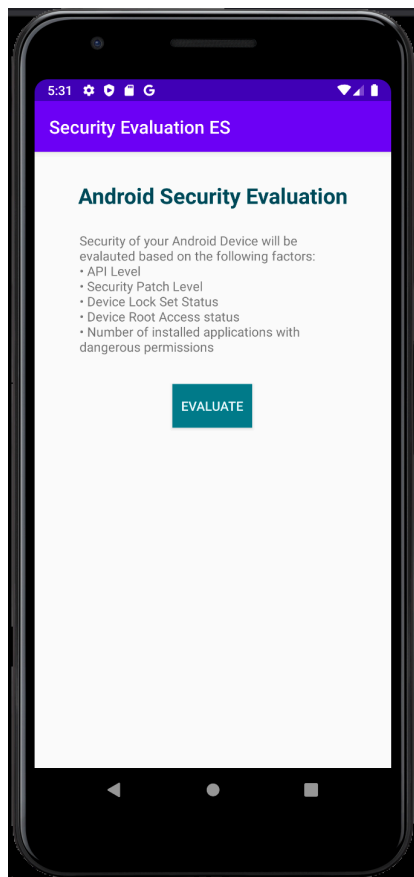 5:31 G
Security Evaluation ES
Android Security Evaluation
Security of your Android Device will be
evalauted based on the following factors:
• API Level
• Security Patch Level
• Device Lock Set Status
• Device Root Access status
• Number of installed applications with
dangerous permissions
EVALUATE